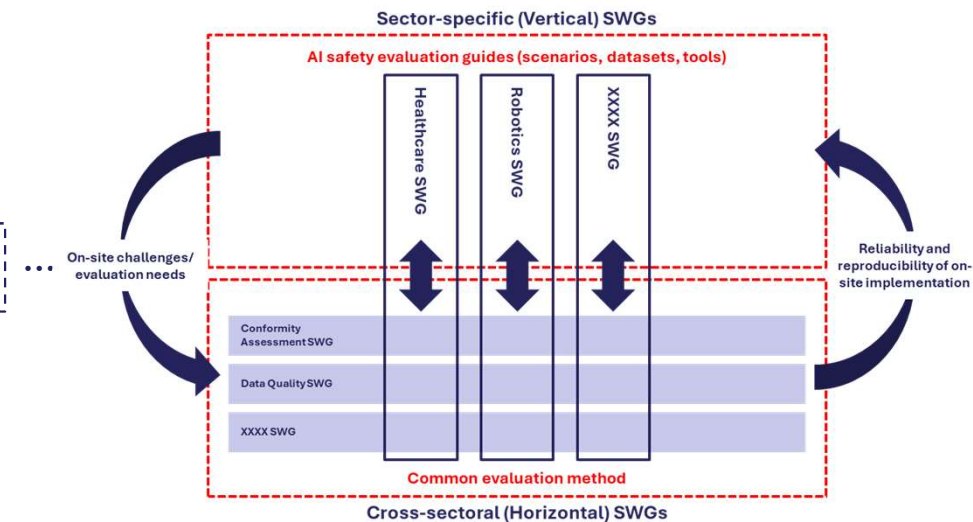 Sector-specific (Vertical) SWGs
AI safety evaluation guides (scenarios, datasets, tools)
Healthcare SWG
Robotics SWG
XXXX SWG
...
On-site challenges/
evaluation needs
Reliability and
reproducibility of on-
site implementation
Conformity
Assessment SWG
Data Quality SWG
XXXX SWG
Common evaluation method
Cross-sectoral (Horizontal) SWGs